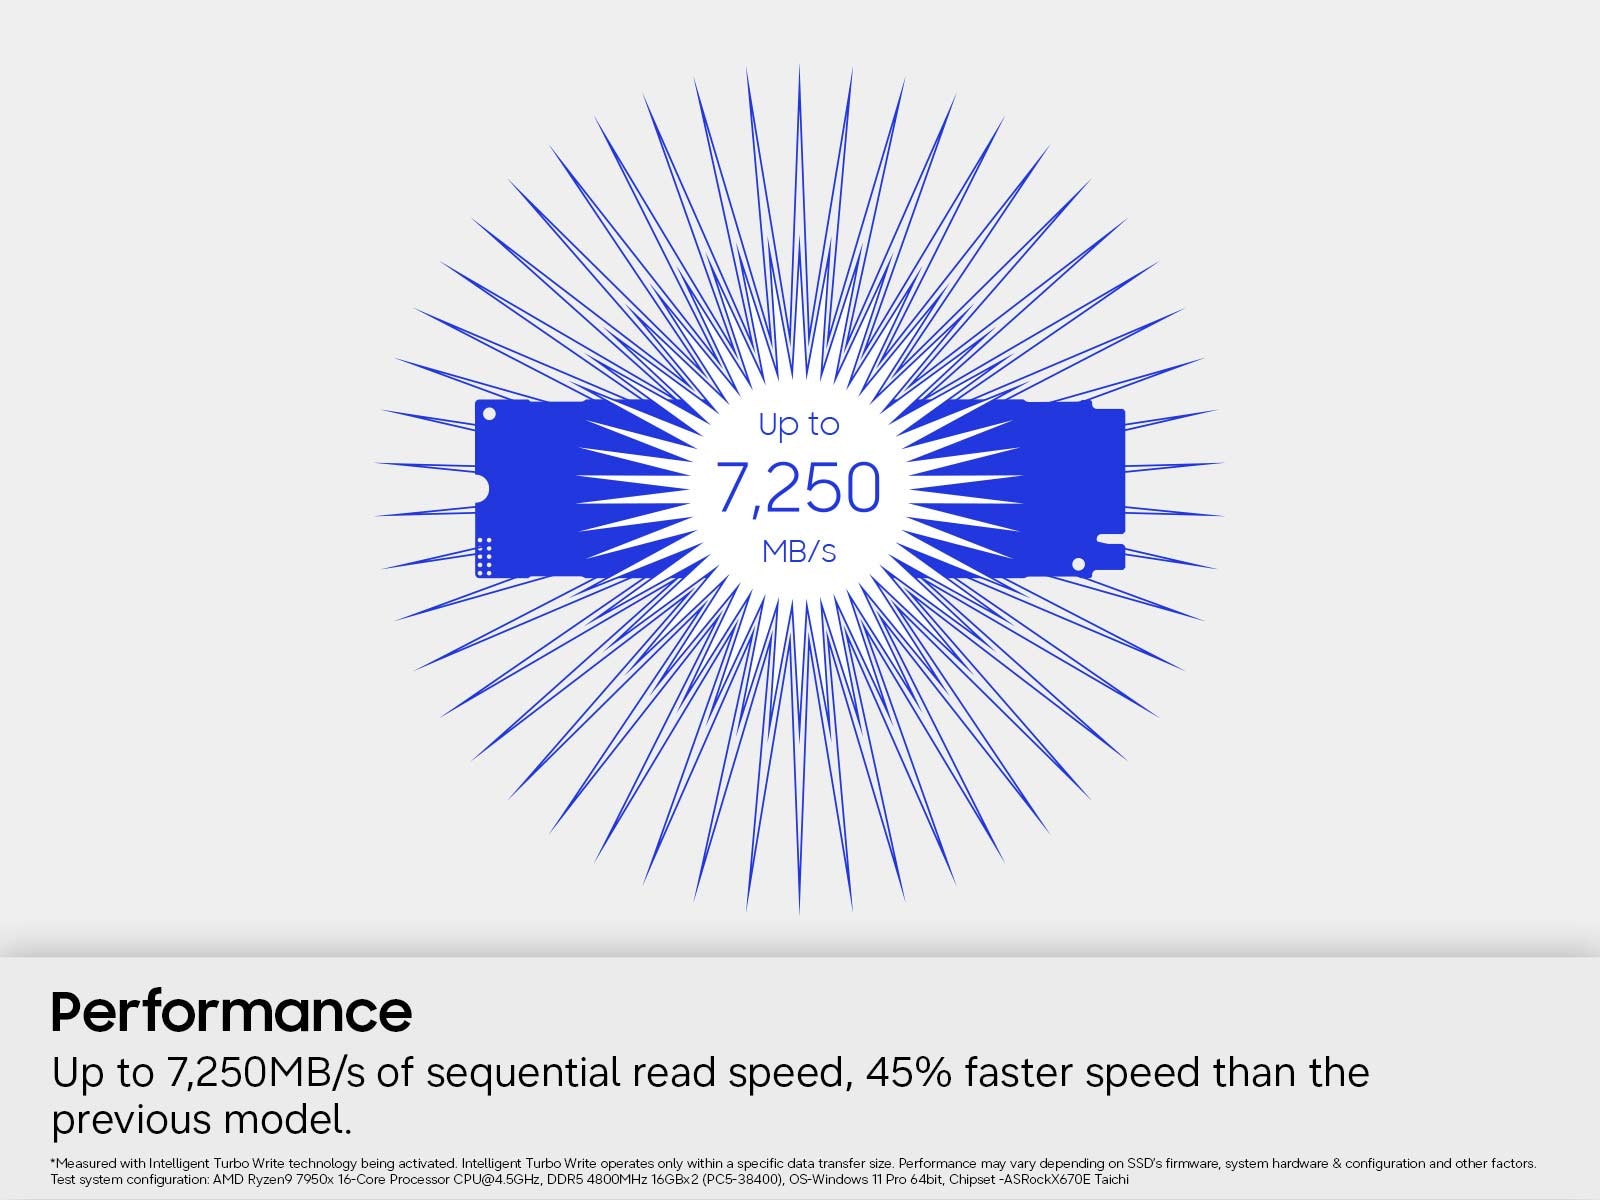 Up to
7,250
MB/s
Performance
Up to 7,250MB/s of sequential read speed, 45% faster speed than the
previous model.
*Measured with Intelligent Turbo Write technology being activated. Intelligent Turbo Write operates only within a specific data transfer size. Performance may vary depending on SSD's firmware, system hardware & configuration and other factors.
Test system configuration: AMD Ryzen9 7950x 16-Core Processor CPU@4.5GHz, DDR5 4800MHz 16GBx2 (PC5-38400), OS-Windows 11 Pro 64bit, Chipset -ASRockX670E Taichi